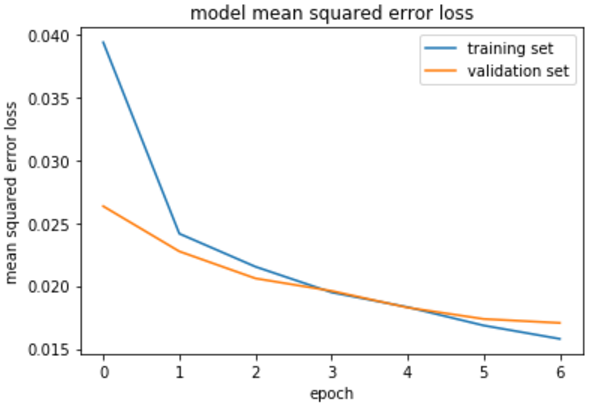 model mean squared error loss
training set
validation set
mean squared error loss
0.040
0.035
0.030
0.025
0.020
0.015
0 1 2 3 4 5 6
epoch